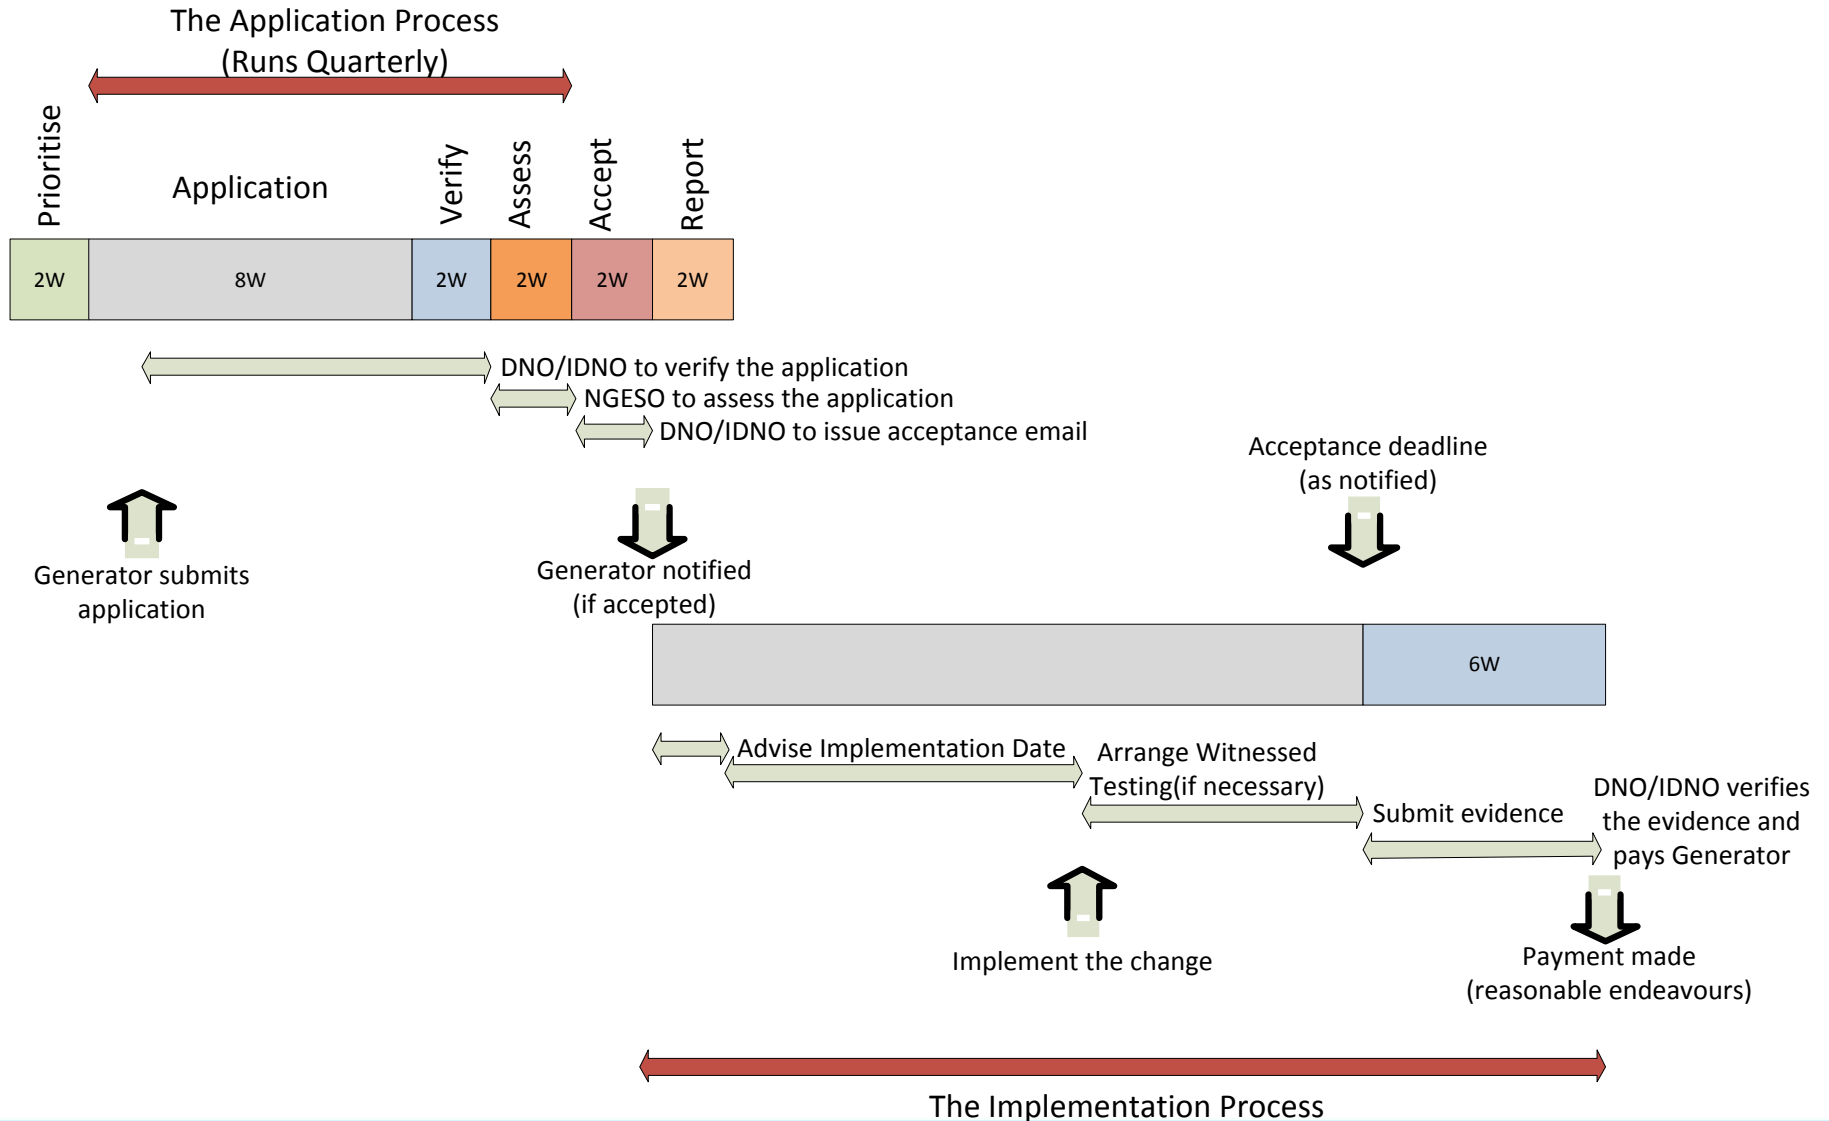 The Application Process
(Runs Quarterly)
Prioritise
Application
Verify
Assess
Accept
Report
2W
8W
2W
2W
2W
2W
DNO/IDNO to verify the application
NGESO to assess the application
DNO/IDNO to issue acceptance email
Acceptance deadline
(as notified)
Generator submits
application
Generator notified
(if accepted)
6W
Advise Implementation Date
Arrange Witnessed
Testing(if necessary)
Submit evidence
DNO/IDNO verifies
the evidence and
pays Generator
Implement the change
Payment made
(reasonable endeavours)
The Implementation Process